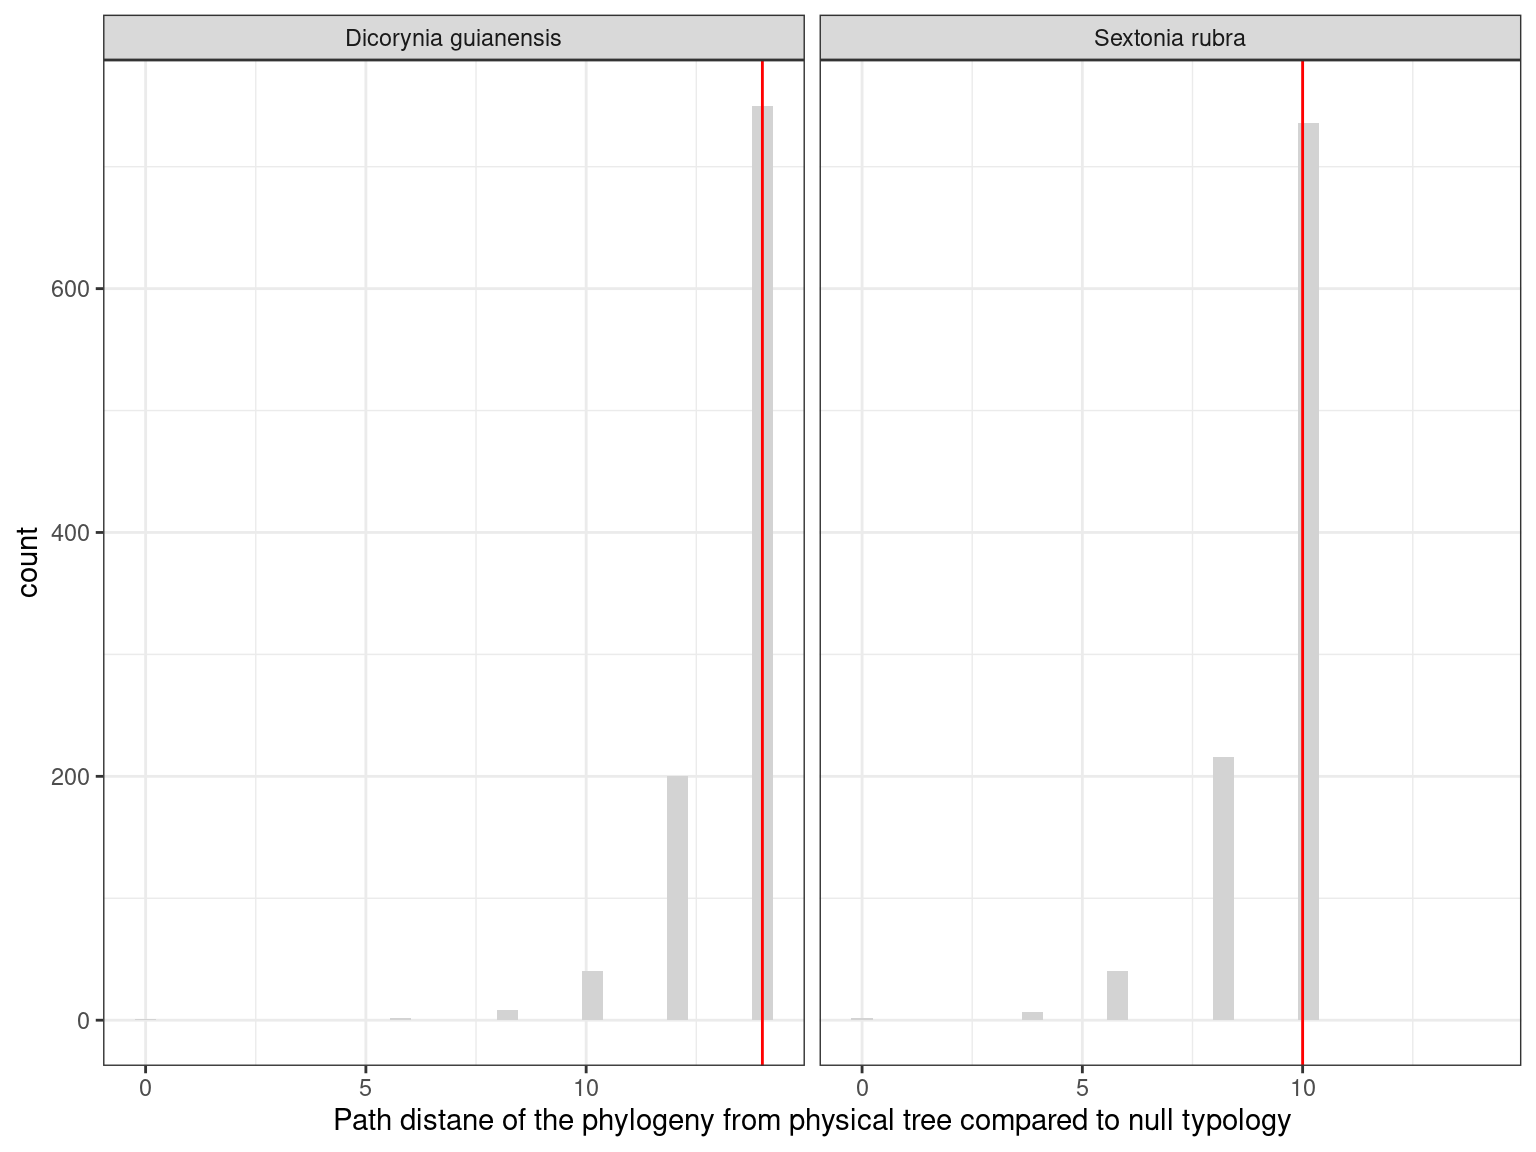 Dicorynia guianensis
Sextonia rubra
count
600
400
200
0
0 5 10
0 5 10
Path distane of the phylogeny from physical tree compared to null typology